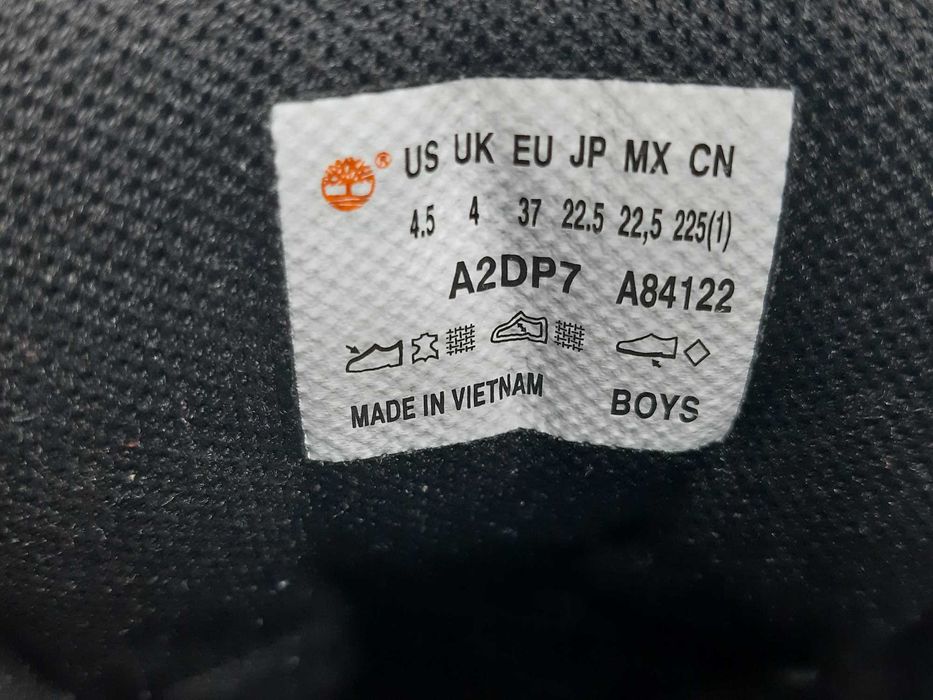 ® US UK EU JP MX CN
4.5 4 37 22.5 22,5 225(1)
A2DP7 A84122
MADE IN VIETNAM BOYS